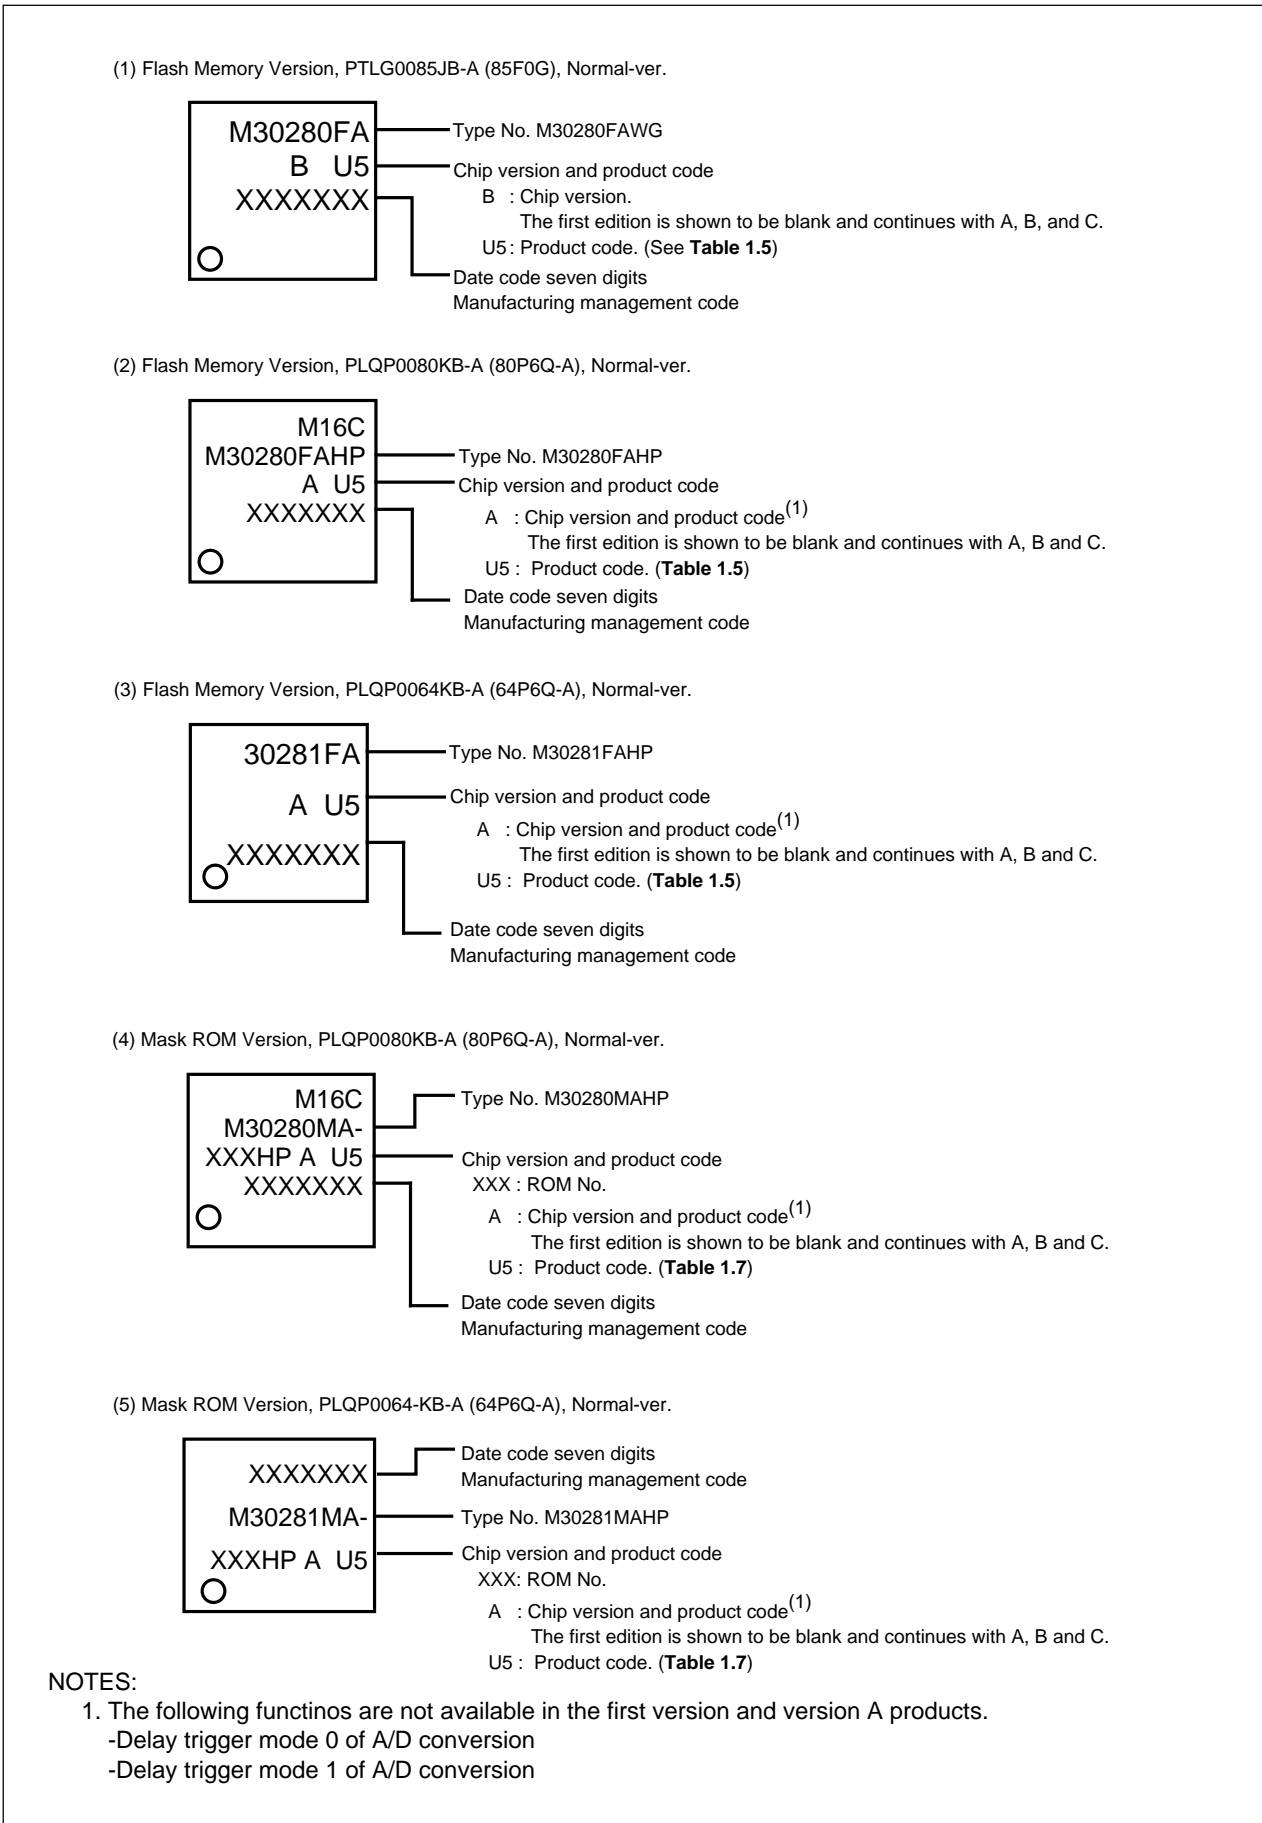 (1) Flash Memory Version, PTLG0085JB-A (85F0G), Normal-ver.
M30280FA
B U5
XXXXXXX
Type No. M30280FAWG
Chip version and product code
B : Chip version.
The first edition is shown to be blank and continues with A, B, and C.
U5 : Product code. (See Table 1.5)
Date code seven digits
Manufacturing management code
(2) Flash Memory Version, PLQP0080KB-A (80P6Q-A), Normal-ver.
M16C
M30280FAHP
A U5
XXXXXXX
Type No. M30280FAHP
Chip version and product code
A : Chip version and product code(1)
The first edition is shown to be blank and continues with A, B and C.
U5 : Product code. (Table 1.5)
Date code seven digits
Manufacturing management code
(3) Flash Memory Version, PLQP0064KB-A (64P6Q-A), Normal-ver.
30281FA
A U5
XXXXXXX
Type No. M30281FAHP
Chip version and product code
A : Chip version and product code(1)
The first edition is shown to be blank and continues with A, B and C.
U5 : Product code. (Table 1.5)
Date code seven digits
Manufacturing management code
(4) Mask ROM Version, PLQP0080KB-A (80P6Q-A), Normal-ver.
M16C
M30280MA-
XXXHP A U5
XXXXXXX
Type No. M30280MAHP
Chip version and product code
XXX : ROM No.
A : Chip version and product code(1)
The first edition is shown to be blank and continues with A, B and C.
U5 : Product code. (Table 1.7)
Date code seven digits
Manufacturing management code
(5) Mask ROM Version, PLQP0064-KB-A (64P6Q-A), Normal-ver.
XXXXXXX
M30281MA-
XXXHP A U5
Date code seven digits
Manufacturing management code
Type No. M30281MAHP
Chip version and product code
XXX: ROM No.
A : Chip version and product code(1)
The first edition is shown to be blank and continues with A, B and C.
U5 : Product code. (Table 1.7)
NOTES:
1. The following functinos are not available in the first version and version A products.
-Delay trigger mode 0 of A/D conversion
-Delay trigger mode 1 of A/D conversion